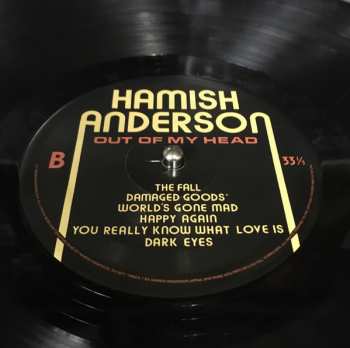 HAMISH
ANDERSON
OUT OF MY HEAD
B
33⅓
THE FALL
DAMAGED GOODS
WORLD'S GONE MAD
HAPPY AGAIN
YOU REALLY KNOW WHAT LOVE IS
DARK EYES